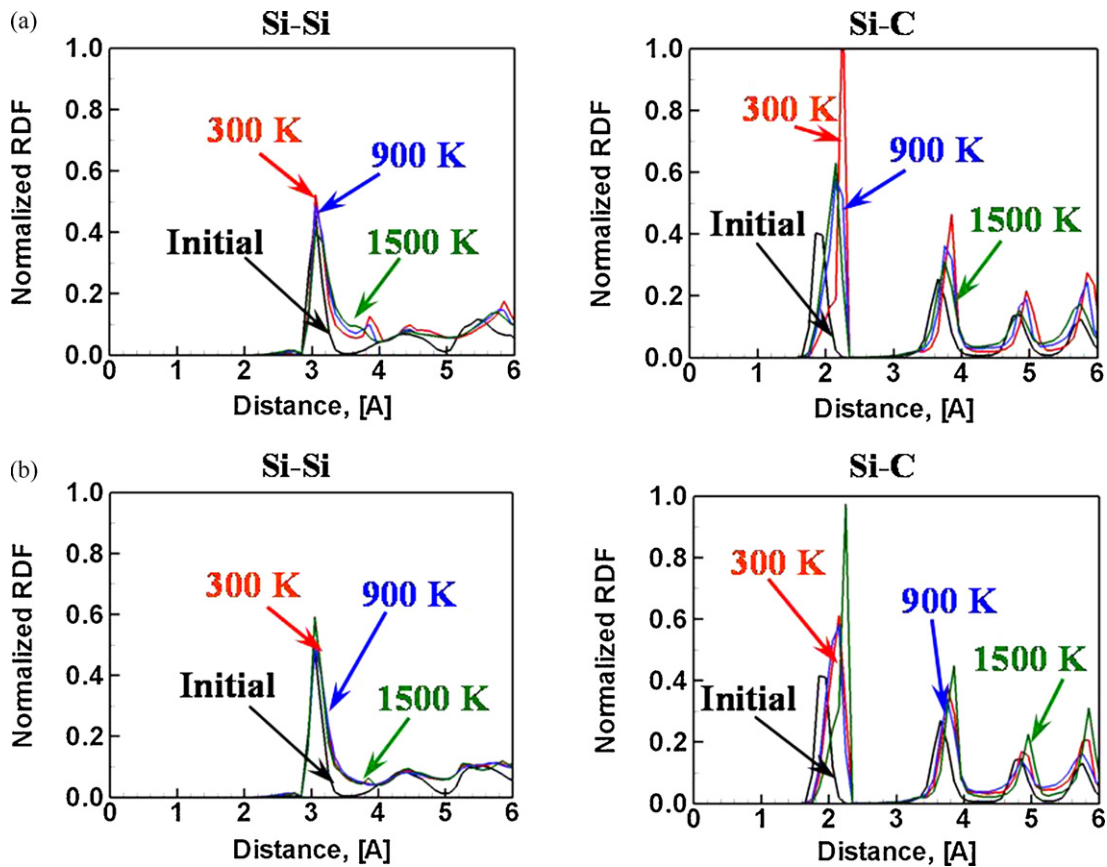 (a)
Si-Si
Si-C
Normalized RDF
1.0
0.8
0.6
0.4
0.2
0.0
300 K
900 K
Initial
1500 K
0 1 2 3 4 5 6
Distance, [A]
Normalized RDF
1.0
0.8
0.6
0.4
0.2
0.0
300 K
900 K
Initial
1500 K
0 1 2 3 4 5 6
Distance, [A]
(b)
Si-Si
Si-C
Normalized RDF
1.0
0.8
0.6
0.4
0.2
0.0
300 K
900 K
Initial
1500 K
0 1 2 3 4 5 6
Distance, [A]
Normalized RDF
1.0
0.8
0.6
0.4
0.2
0.0
300 K
900 K
1500 K
Initial
0 1 2 3 4 5 6
Distance, [A]